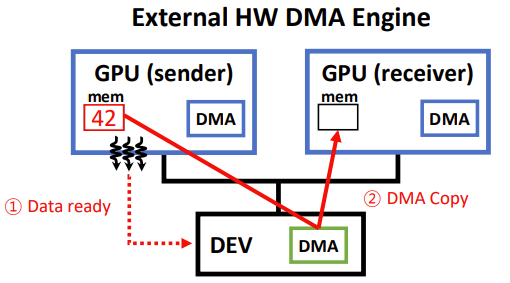 External HW DMA Engine
GPU (sender)
mem
42
DMA
GPU (receiver)
mem
DMA
① Data ready
② DMA Copy
DEV
DMA